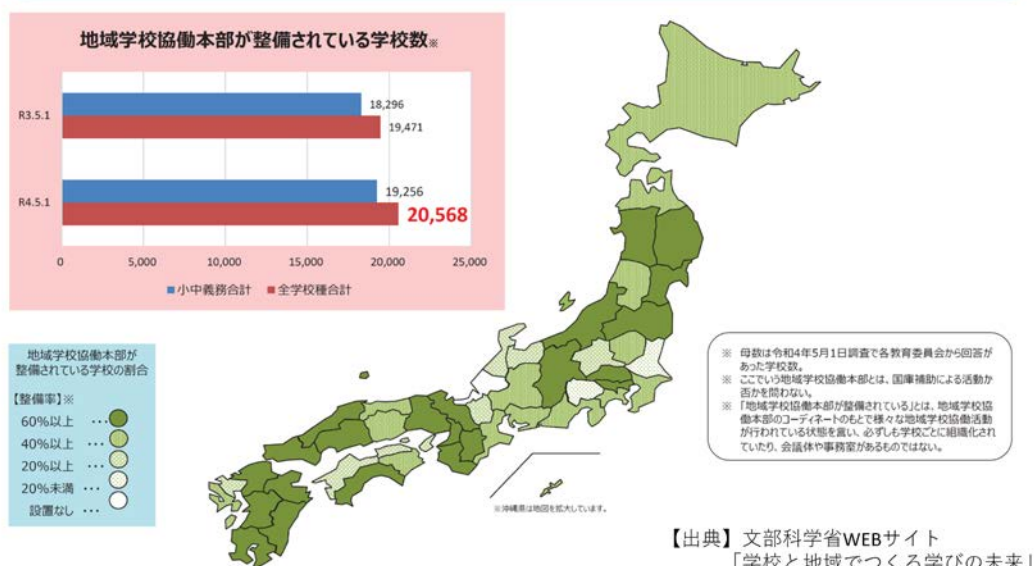 地域学校協働本部が整備されている学校数※
R3.5.1
18,296
19,471
R4.5.1
19,256
20,568
0 5,000 10,000 15,000 20,000 25,000
■小中義務合計 ■全学校種合計
地域学校協働本部が
整備されている学校の割合
【整備率】※
60%以上 …
40%以上 …
20%以上 …
20%未満 …
設置なし …
※ 母数は令和4年5月1日調査で各教育委員会から回答が
あった学校数。
※ ここでいう地域学校協働本部とは、国庫補助による活動か
否かを問わない。
※ 「地域学校協働本部が整備されている」とは、地域学校協
働本部のコーディネートのもとで様々な地域学校協働活動
が行われている状態を言い、必ずしも学校ごとに組織化され
ていたり、会議体や事務室があるものではない。
※沖縄県は地図を拡大しています。
【出典】文部科学省WEBサイト
「学校と地域でつくる学びの未来」